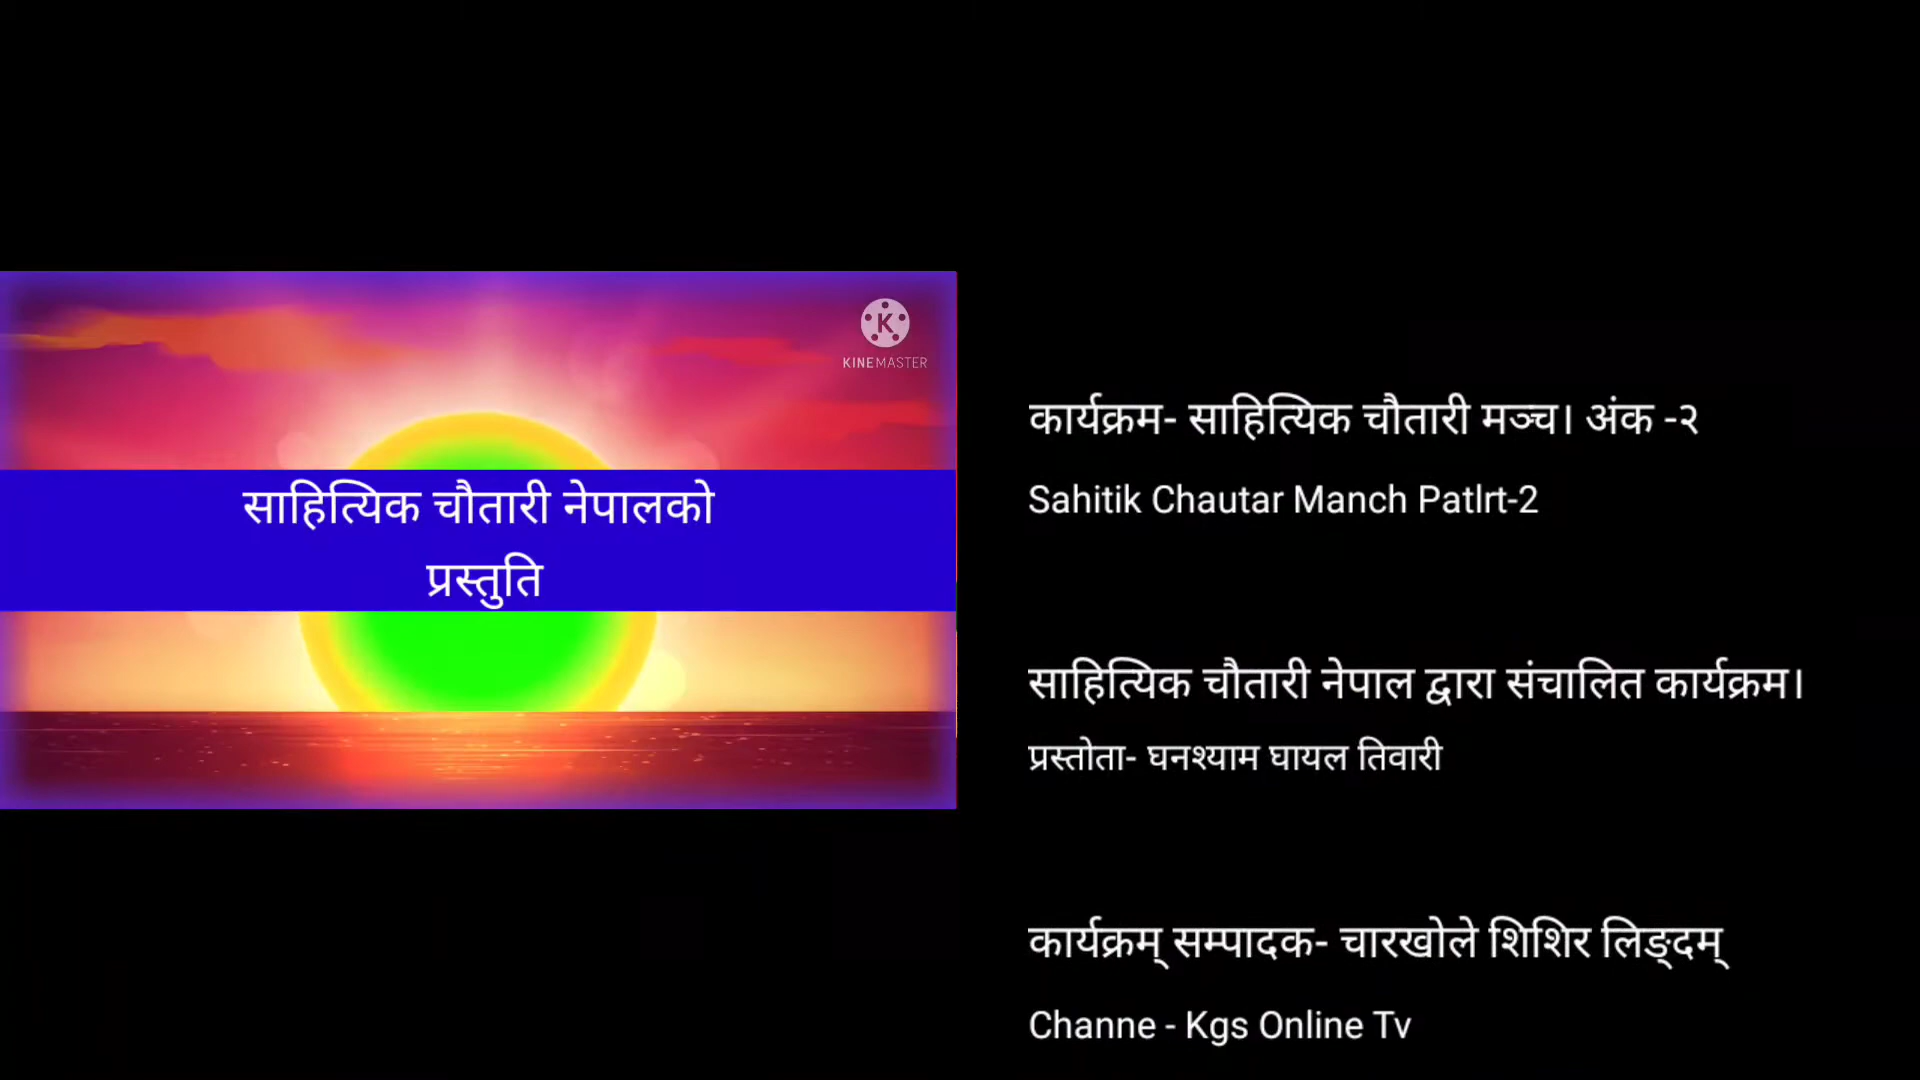 KINEMASTER
साहित्यिक चौतारी नेपालको
प्रस्तुति
कार्यक्रम- साहित्यिक चौतारी मञ्च। अंक -२
Sahitik Chautar Manch Patlrt-2
साहित्यिक चौतारी नेपाल द्वारा संचालित कार्यक्रम।
प्रस्तोता- घनश्याम घायल तिवारी
कार्यक्रम् सम्पादक- चारखोले शिशिर लिङ्दम्
Channe - Kgs Online Tv